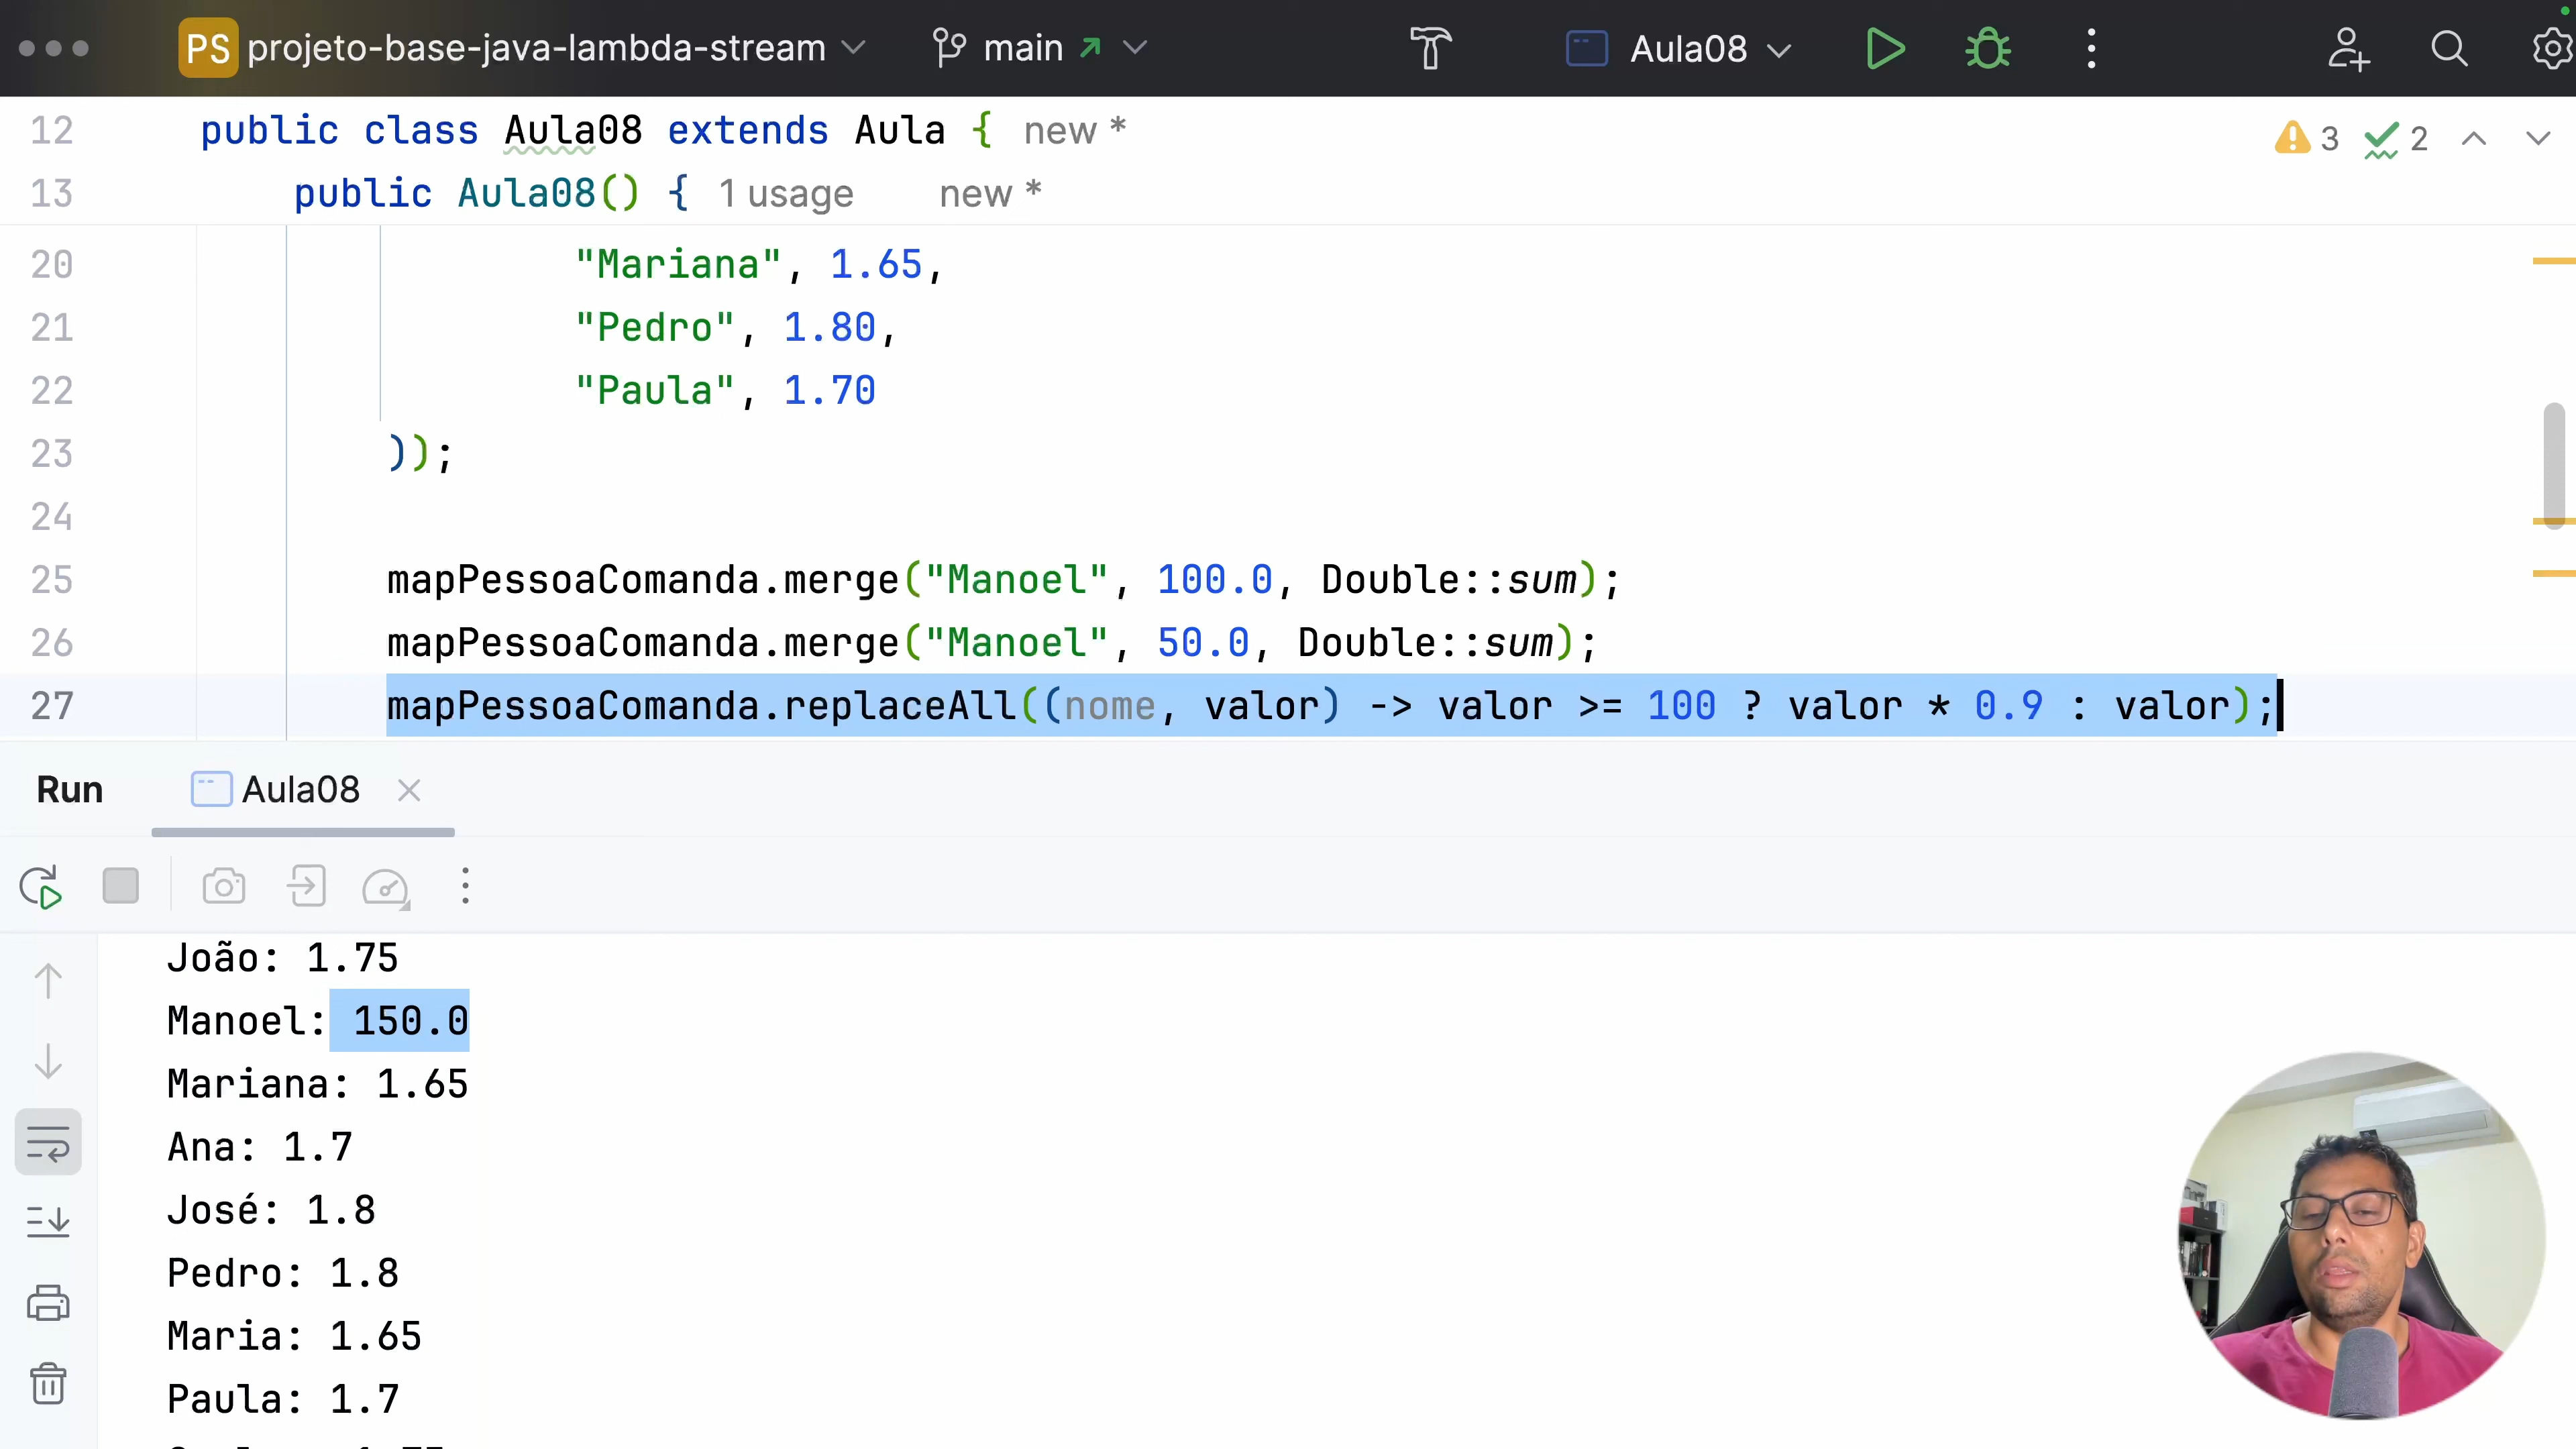 PS projeto-base-java-lambda-stream main Aula08
12 public class Aula08 extends Aula { new *
3 2
13 public Aula08() { 1 usage new *
20 "Mariana", 1.65,
21 "Pedro", 1.80,
22 "Paula", 1.70
23 ));
24
25 mapPessoaComanda.merge("Manoel", 100.0, Double::sum);
26 mapPessoaComanda.merge("Manoel", 50.0, Double::sum);
27 mapPessoaComanda.replaceAll((nome, valor) -> valor >= 100 ? valor * 0.9 : valor);
Run Aula08
João: 1.75
Manoel: 150.0
Mariana: 1.65
Ana: 1.7
José: 1.8
Pedro: 1.8
Maria: 1.65
Paula: 1.7